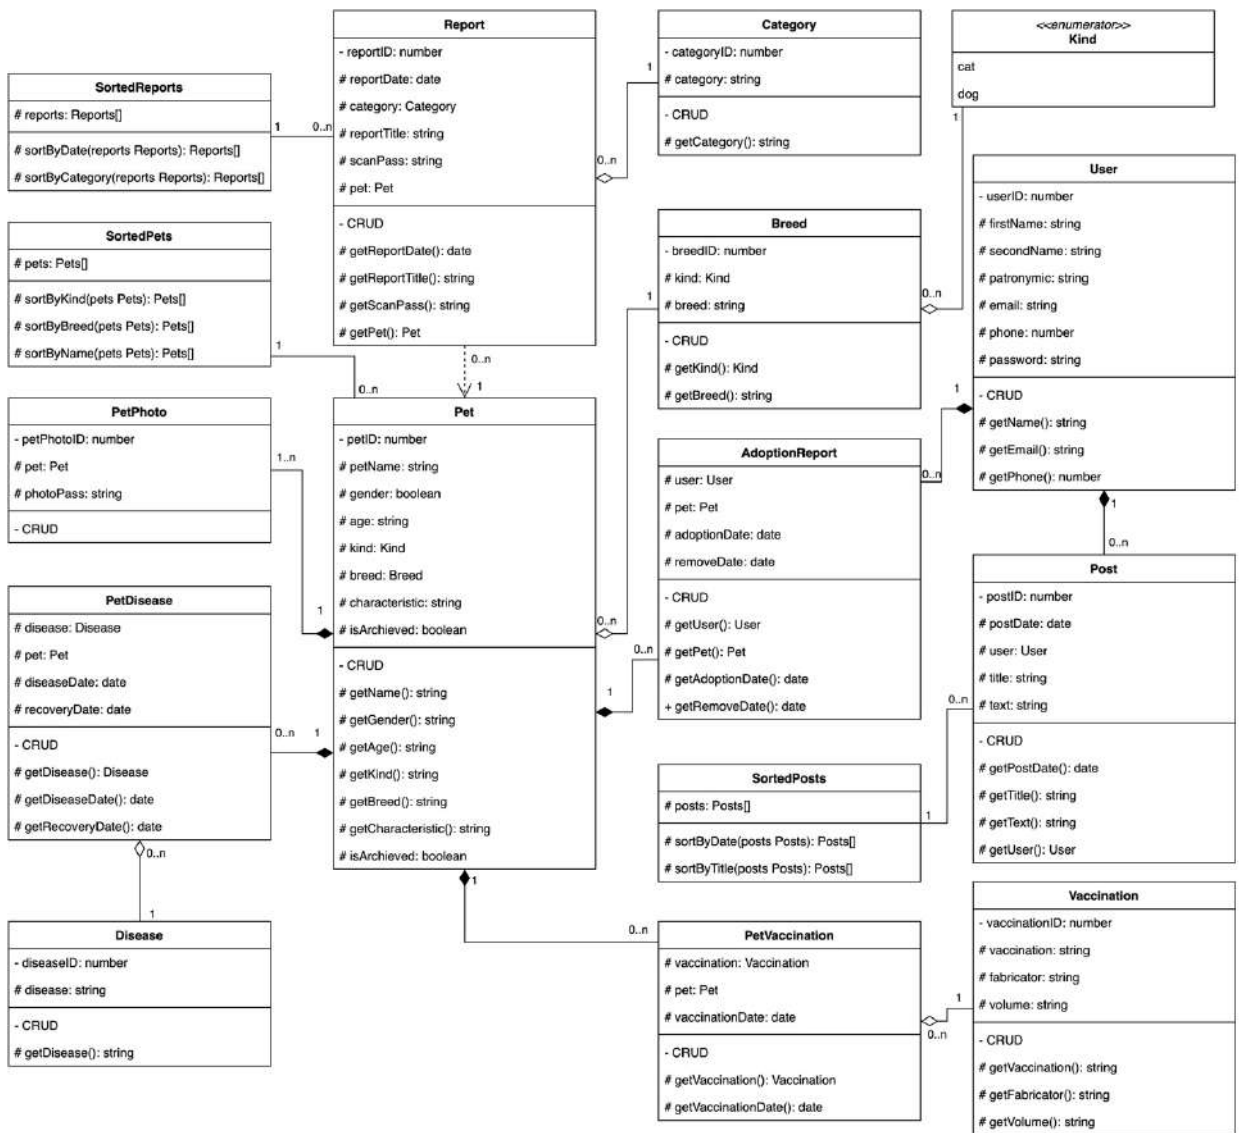 Report
- reportID: number
# reportDate: date
# category: Category
# reportTitle: string
# scanPass: string
# pet: Pet
- CRUD
# getReportDate(): date
# getReportTitle(): string
# getScanPass(): string
# getPet(): Pet
Category
- categoryID: number
# category: string
- CRUD
# getCategory(): string
<<enumerator>>
Kind
cat
dog
SortedReports
# reports: Reports[]
# sortByDate(reports Reports): Reports[]
# sortByCategory(reports Reports): Reports[]
1
0..n
1
0..n
1
User
- userID: number
# firstName: string
# secondName: string
# patronymic: string
# email: string
# phone: number
# password: string
- CRUD
# getName(): string
# getEmail(): string
# getPhone(): number
SortedPets
# pets: Pets[]
# sortByKind(pets Pets): Pets[]
# sortByBreed(pets Pets): Pets[]
# sortByName(pets Pets): Pets[]
1
0..n
Breed
- breedID: number
# kind: Kind
# breed: string
- CRUD
# getKind(): Kind
# getBreed(): string
1
0..n
0..n
1
PetPhoto
- petPhotoID: number
# pet: Pet
# photoPass: string
- CRUD
1..n
1
Pet
- petID: number
# petName: string
# gender: boolean
# age: string
# kind: Kind
# breed: Breed
# characteristic: string
# isArchieved: boolean
- CRUD
# getName(): string
# getGender(): string
# getAge(): string
# getKind(): string
# getBreed(): string
# getCharacteristic(): string
# isArchieved: boolean
0..n
AdoptionReport
# user: User
# pet: Pet
# adoptionDate: date
# removeDate: date
- CRUD
# getUser(): User
# getPet(): Pet
# getAdoptionDate(): date
+ getRemoveDate(): date
1
0..n
1
0..n
0..n
1
Post
- postID: number
# postDate: date
# user: User
# title: string
# text: string
- CRUD
# getPostDate(): date
# getTitle(): string
# getText(): string
# getUser(): User
PetDisease
# disease: Disease
# pet: Pet
# diseaseDate: date
# recoveryDate: date
- CRUD
# getDisease(): Disease
# getDiseaseDate(): date
# getRecoveryDate(): date
0..n
1
0..n
1
SortedPosts
# posts: Posts[]
# sortByDate(posts Posts): Posts[]
# sortByTitle(posts Posts): Posts[]
0..n
1
Disease
- diseaseID: number
# disease: string
- CRUD
# getDisease(): string
1
0..n
PetVaccination
# vaccination: Vaccination
# pet: Pet
# vaccinationDate: date
- CRUD
# getVaccination(): Vaccination
# getVaccinationDate(): date
1
0..n
Vaccination
- vaccinationID: number
# vaccination: string
# fabricator: string
# volume: string
- CRUD
# getVaccination(): string
# getFabricator(): string
# getVolume(): string